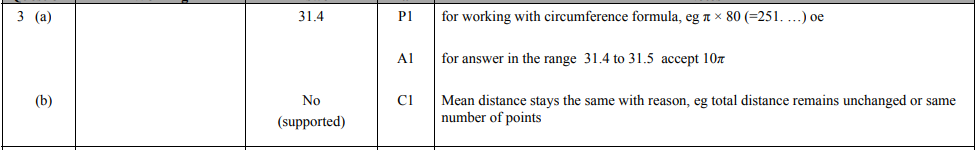 3 (a) 31.4 P1 for working with circumference formula, eg π × 80 (=251. …) oe
A1 for answer in the range 31.4 to 31.5 accept 10π
(b) No C1 Mean distance stays the same with reason, eg total distance remains unchanged or same
(supported) number of points